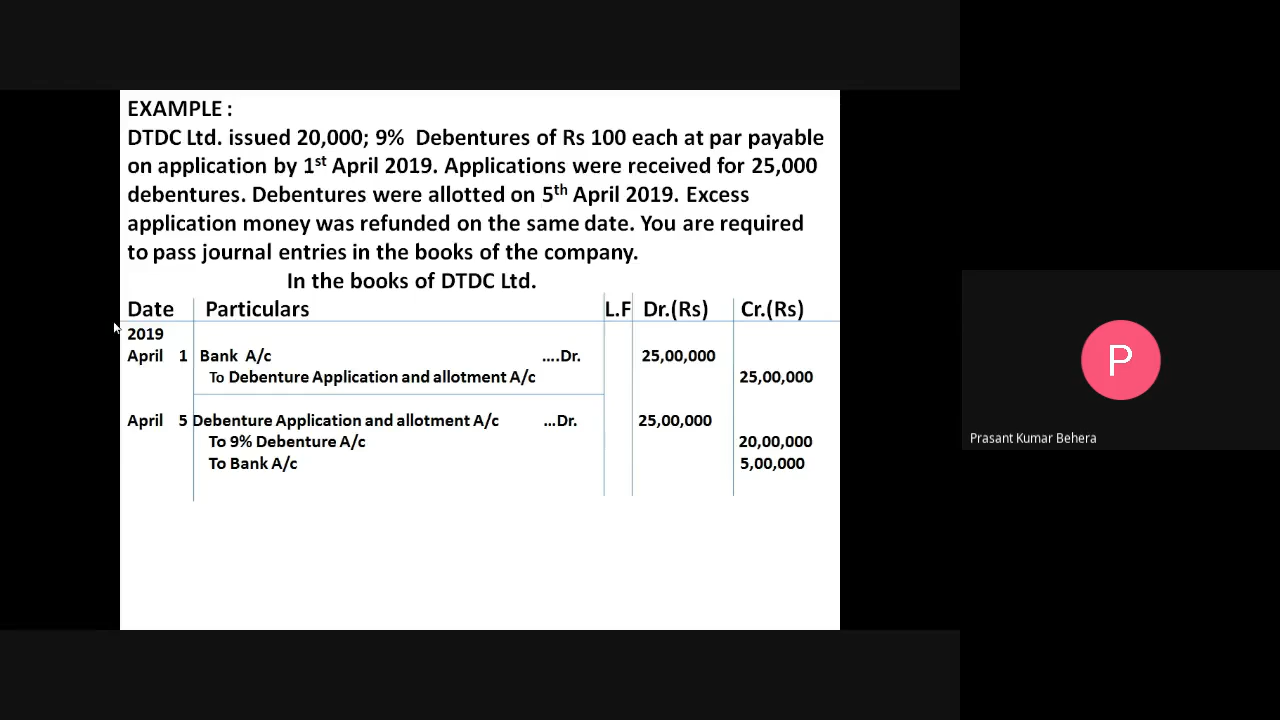 EXAMPLE :
DTDC Ltd. issued 20,000; 9% Debentures of Rs 100 each at par payable
on application by 1st April 2019. Applications were received for 25,000
debentures. Debentures were allotted on 5th April 2019. Excess
application money was refunded on the same date. You are required
to pass journal entries in the books of the company.
In the books of DTDC Ltd.
Date Particulars L.F Dr.(Rs) Cr.(Rs)
2019
April 1 Bank A/c ....Dr. 25,00,000
To Debenture Application and allotment A/c 25,00,000
April 5 Debenture Application and allotment A/c ...Dr. 25,00,000
To 9% Debenture A/c 20,00,000
To Bank A/c 5,00,000
P
Prasant Kumar Behera